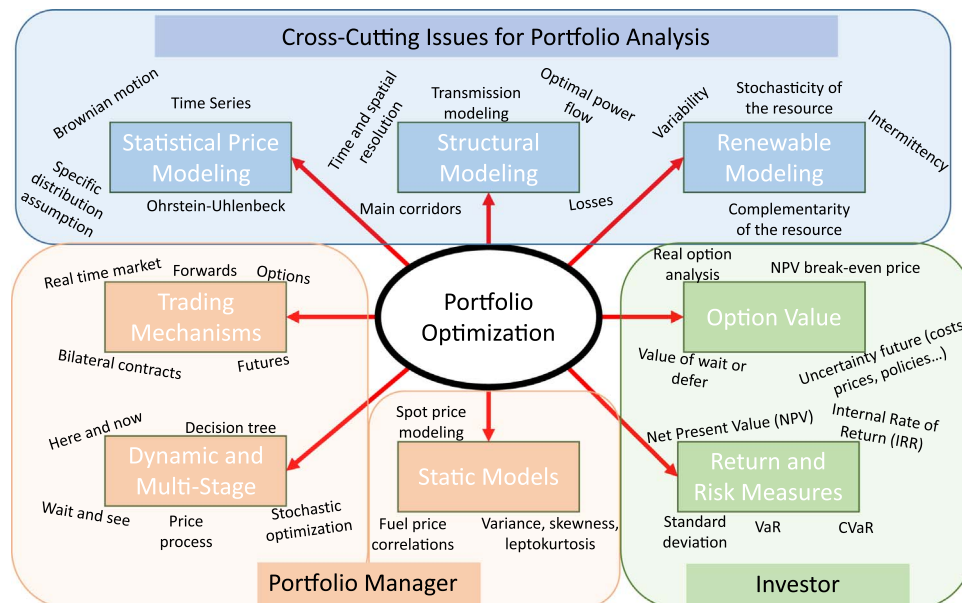 Cross-Cutting Issues for Portfolio Analysis
Brownian motion
Time Series
Statistical Price
Modeling
Specific
distribution
assumption
Ohrstein-Uhlenbeck
Time and spatial
resolution
Transmission
modeling
Optimal power
flow
Structural
Modeling
Main corridors
Losses
Variability
Stochasticity of
the resource
Intermittency
Renewable
Modeling
Complementarity
of the resource
Portfolio
Optimization
Real time market
Forwards
Options
Trading
Mechanisms
Bilateral contracts
Futures
Here and now
Decision tree
Dynamic and
Multi-Stage
Wait and see
Price
process
Stochastic
optimization
Spot price
modeling
Static Models
Fuel price
correlations
Variance, skewness,
leptokurtosis
Portfolio Manager
Real option
analysis
NPV break-even price
Option Value
Value of wait or
defer
Uncertainty future (costs
prices, policies...)
Net Present Value (NPV)
Internal Rate of
Return (IRR)
Return and
Risk Measures
Standard
deviation
VaR
CVaR
Investor